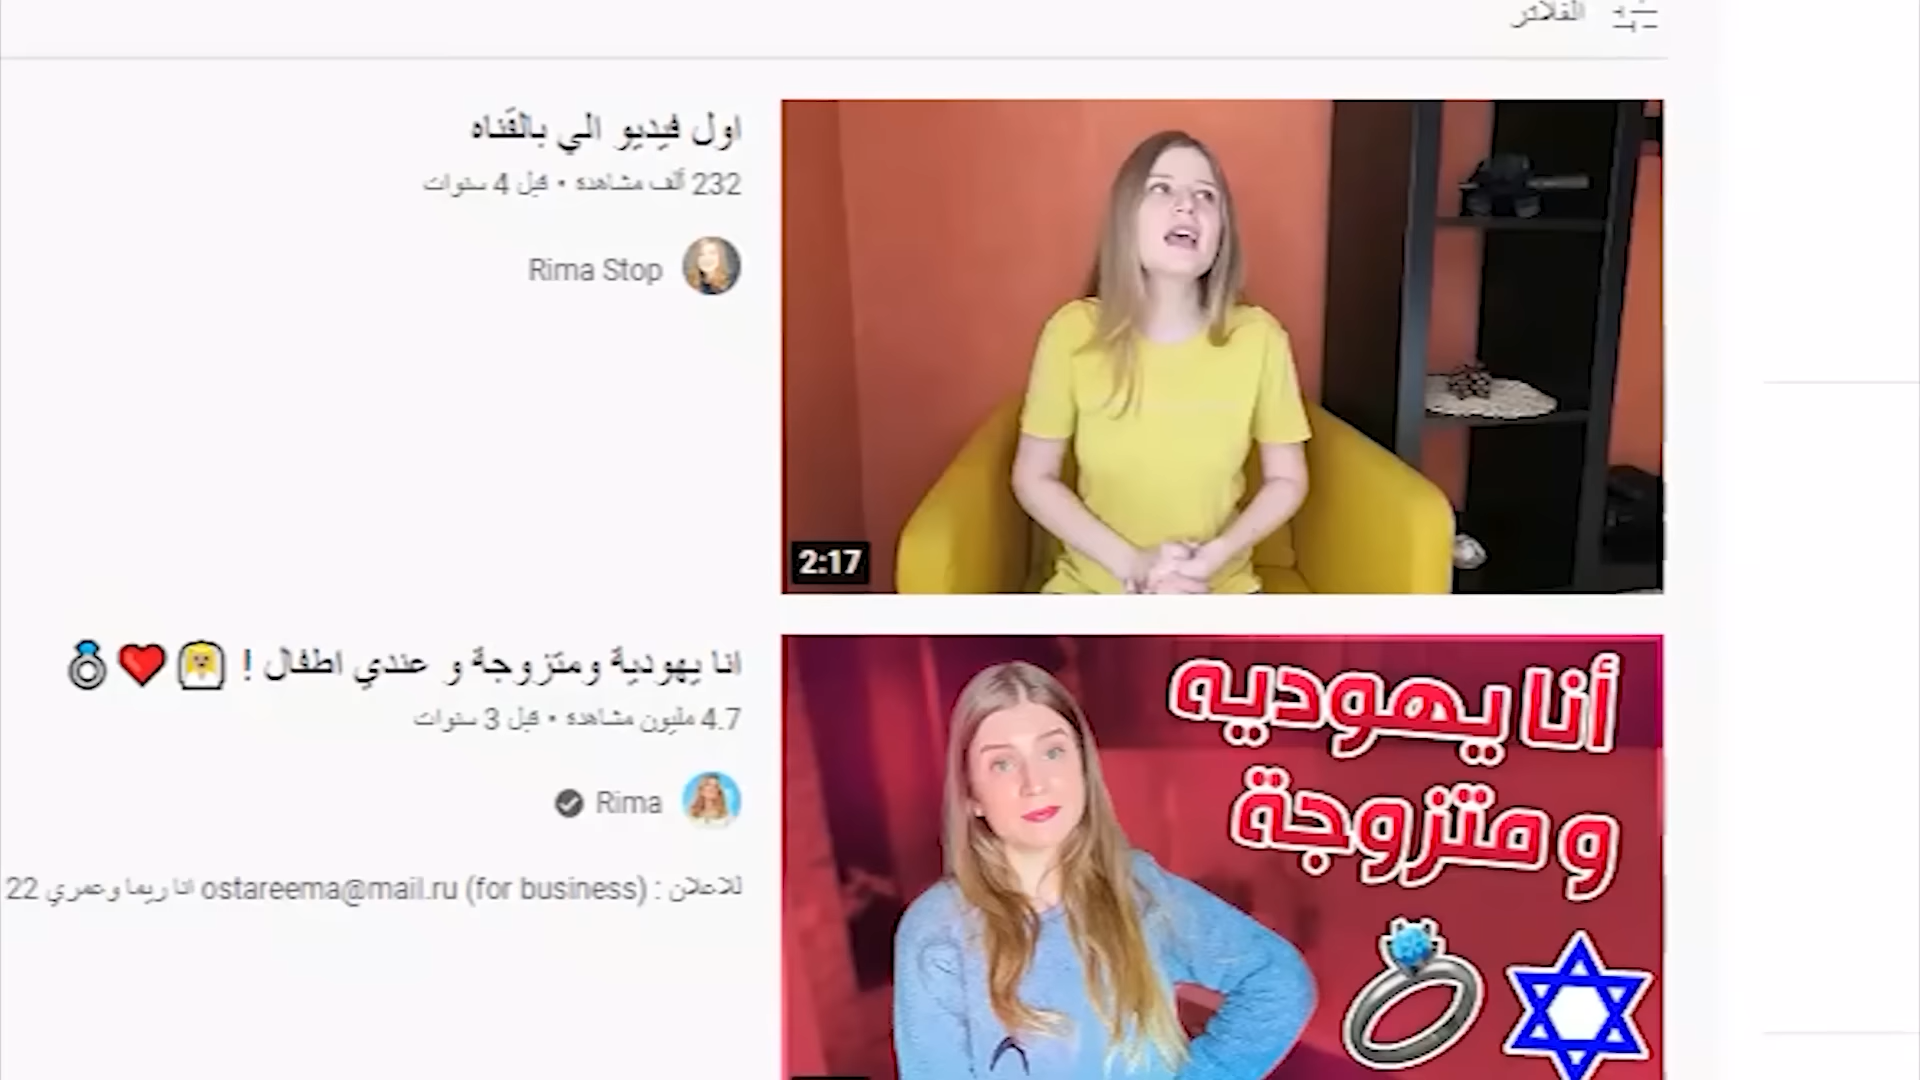 الفلاتر
اول فيديو الي بالقناه
232 ألف مشاهدة • قبل 4 سنوات
Rima Stop
2:17
انا يهودية ومتزوجة و عندي اطفال ! 👰❤️💍
4.7 مليون مشاهدة • قبل 3 سنوات
Rima
للاعلان : ostareema@mail.ru (for business) انا ريما وعمري 22
أنا يهوديه
و متزوجة